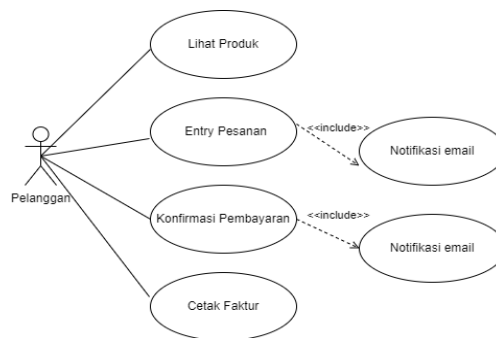 Lihat Produk
Entry Pesanan
<<include>>
Notifikasi email
Pelanggan
Konfirmasi Pembayaran
<<include>>
Notifikasi email
Cetak Faktur